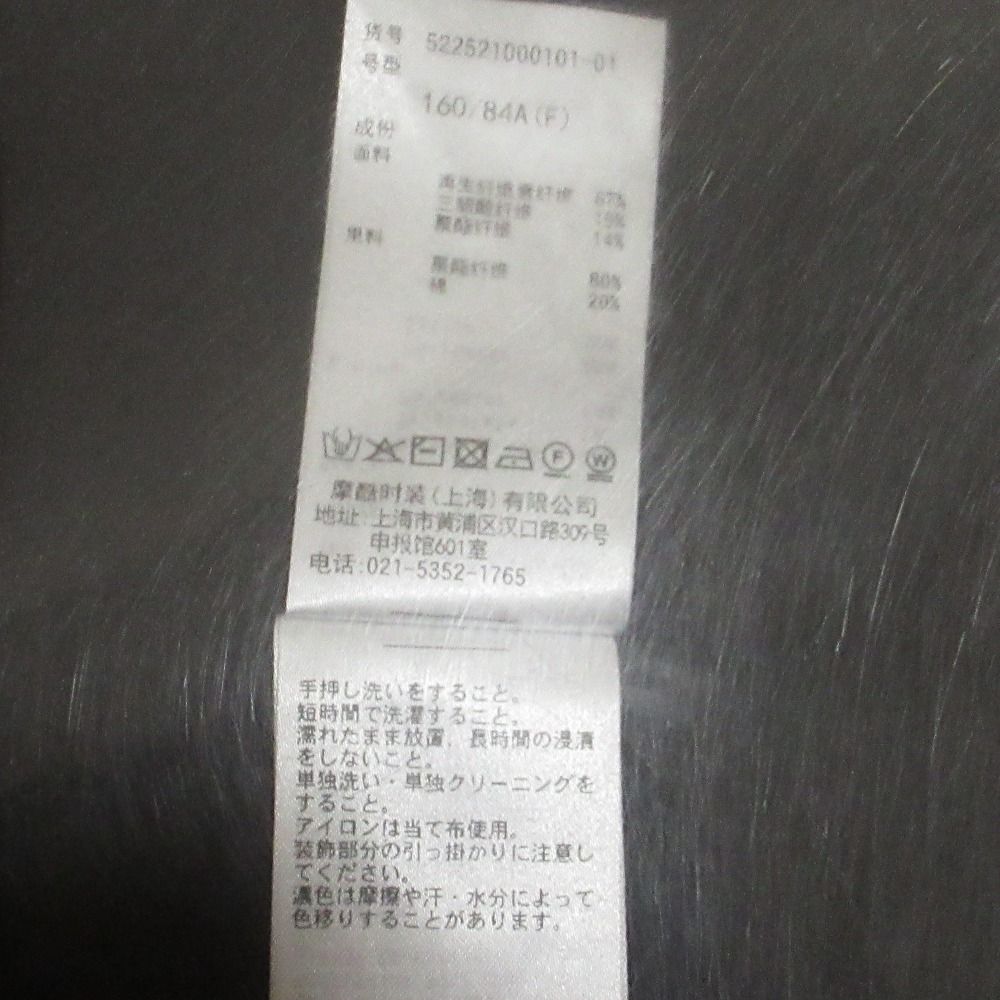 货号 522521000101-01
号型
160/84A(F)
成份
面料
再生纤维素纤维 67%
三醋酸纤维 19%
聚酯纤维 14%
里料
聚酯纤维 80%
棉 20%
F W
摩鑫时装(上海)有限公司
地址:上海市黄浦区汉口路309号
申报馆601室
电话:021-5352-1765
手押し洗いをすること。
短時間で洗濯すること。
濡れたまま放置、長時間の浸漬
をしないこと。
単独洗い・単独クリーニングを
すること。
アイロンは当て布使用。
装飾部分の引っ掛かりに注意し
てください。
濃色は摩擦や汗・水分によって
色移りすることがあります。